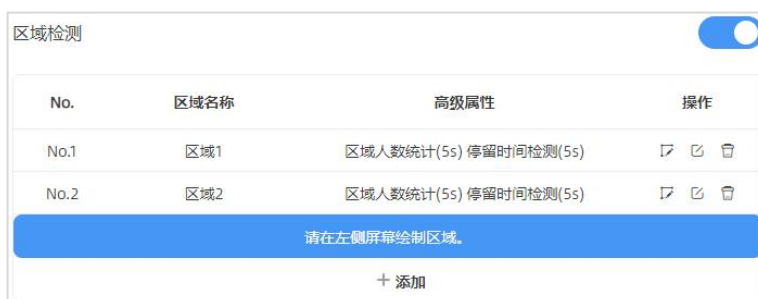 区域检测
No. 区域名称 高级属性 操作
No.1 区域1 区域人数统计(5s) 停留时间检测(5s)
No.2 区域2 区域人数统计(5s) 停留时间检测(5s)
请在左侧屏幕绘制区域。
+ 添加